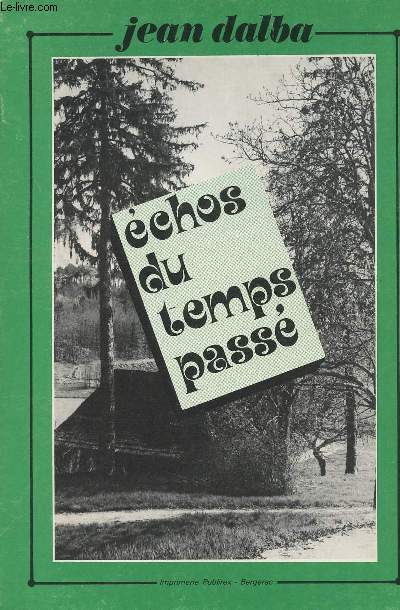 Le-livre.com
jean dalba
échos
du
temps
passé
Imprimerie Publirex - Bergerac